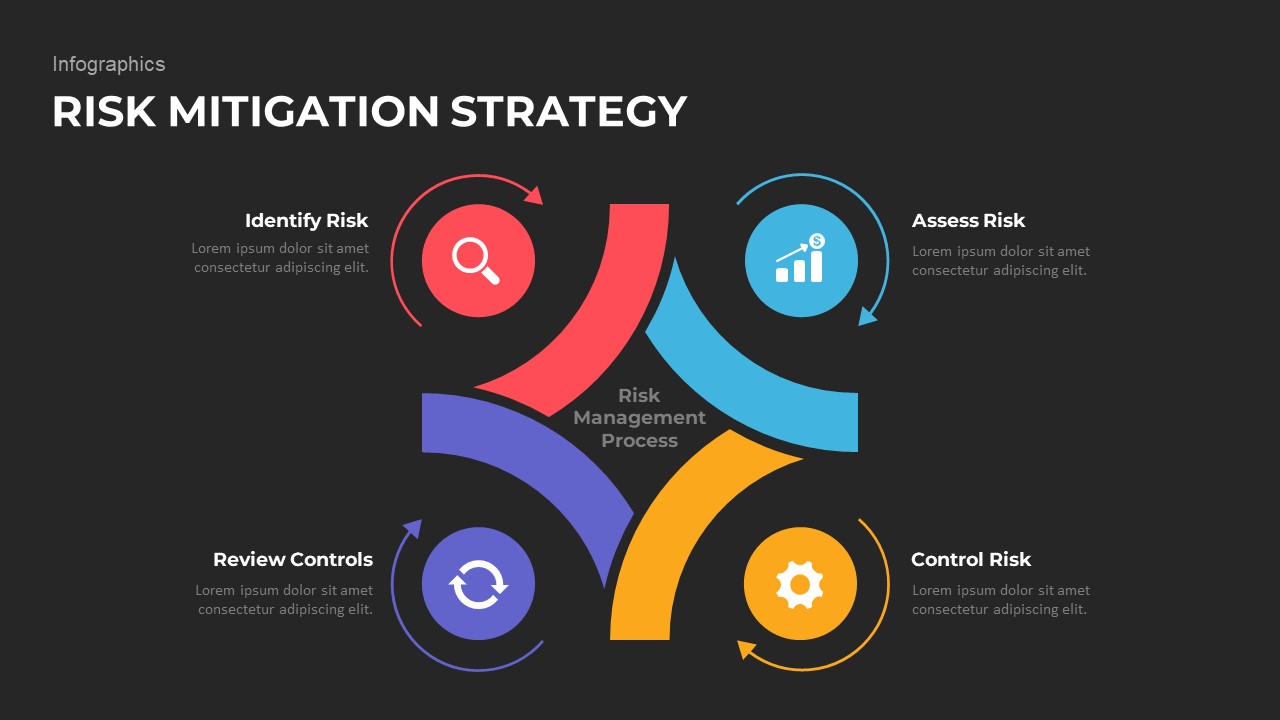 Infographics
RISK MITIGATION STRATEGY
Identify Risk
Lorem ipsum dolor sit amet
consectetur adipiscing elit.
$
Assess Risk
Lorem ipsum dolor sit amet
consectetur adipiscing elit.
Risk
Management
Process
Review Controls
Lorem ipsum dolor sit amet
consectetur adipiscing elit.
Control Risk
Lorem ipsum dolor sit amet
consectetur adipiscing elit.